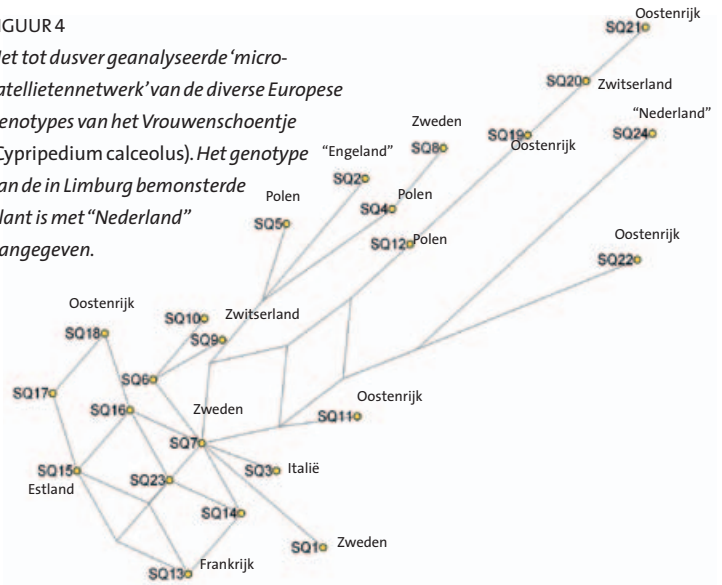 IGUUR 4
et tot dusver geanalyseerde ‘micro-
atellietennetwerk’ van de diverse Europese
enotypes van het Vrouwenschoentje
Cypripedium calceolus). Het genotype
an de in Limburg bemonsterde
lant is met “Nederland”
angegeven.
Oostenrijk
SQ21
SQ20 Zwitserland
“Nederland”
SQ24
Zweden
SQ19
Oostenrijk
SQ8
“Engeland”
SQ2
Polen
SQ4
Polen
SQ5
SQ12 Polen
Oostenrijk
SQ22
Oostenrijk
SQ18
SQ10 Zwitserland
SQ9
SQ6
SQ17
Oostenrijk
SQ16
Zweden
SQ11
SQ7
SQ15
Estland
SQ23
SQ3 Italië
SQ14
SQ1 Zweden
Frankrijk
SQ13